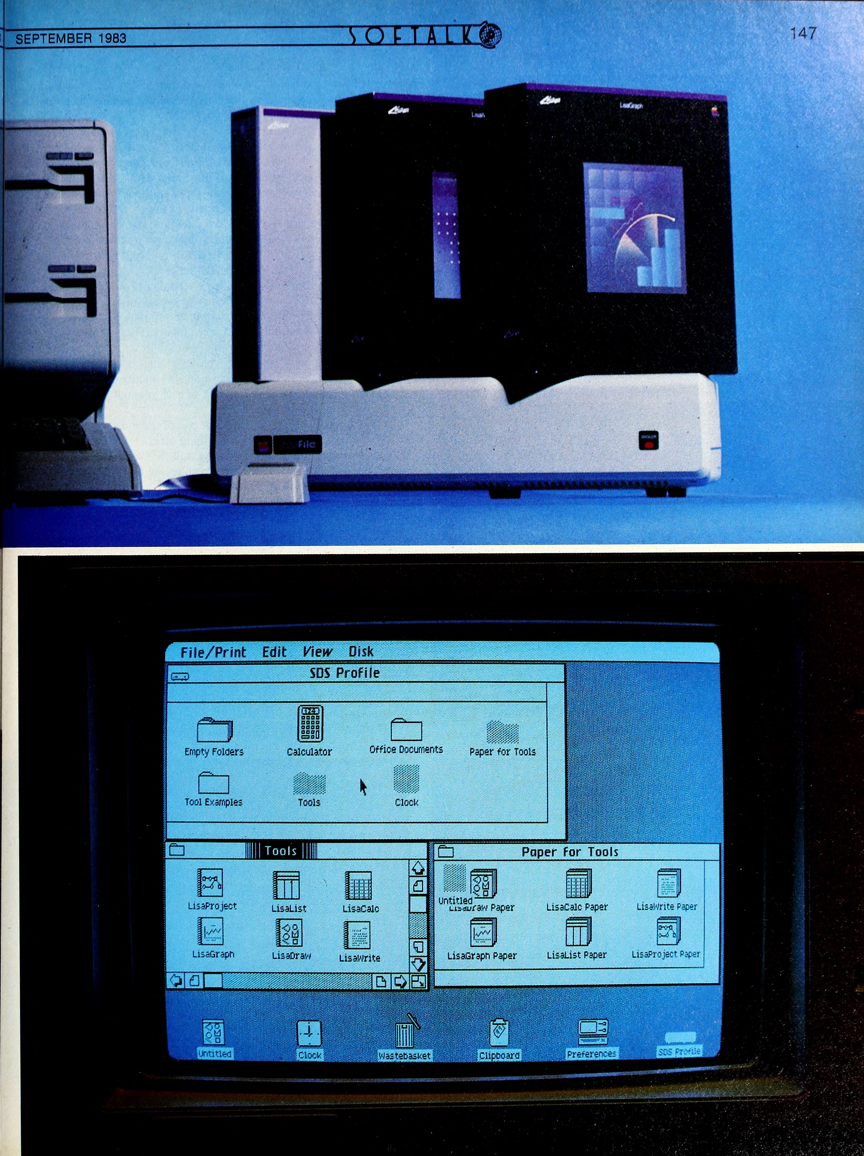 SEPTEMBER 1983
SOFTALK
147
Lisa
LisaGraph
File/Print Edit View Disk
SDS Profile
Empty Folders Calculator Office Documents Paper for Tools
Tool Examples Tools Clock
Tools
LisaProject LisaList LisaCalc
LisaGraph LisaDraw LisaWrite
Paper for Tools
Untitled
LisaDraw Paper LisaCalc Paper LisaWrite Paper
LisaGraph Paper LisaList Paper LisaProject Paper
Untitled Clock Wastebasket Clipboard Preferences SDS Profile